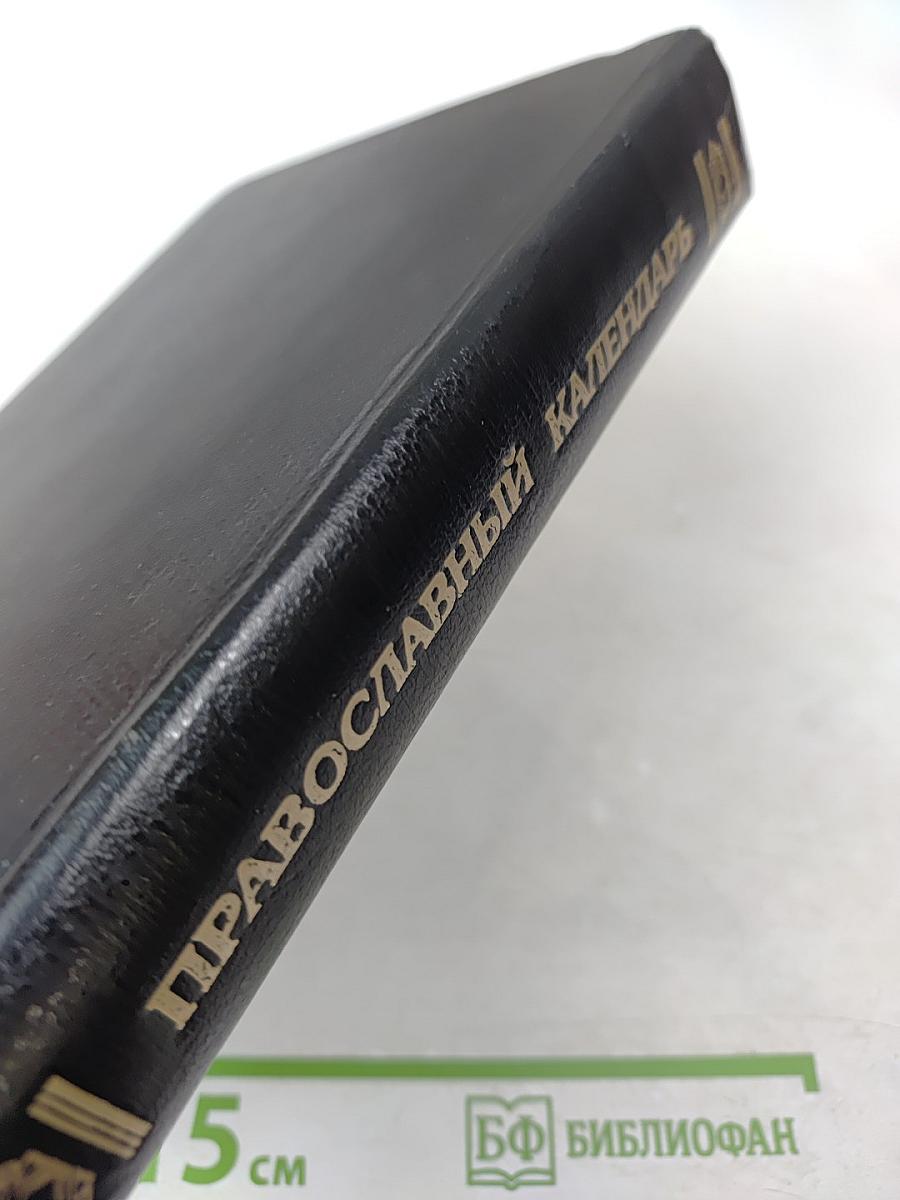 ПРАВОСЛАВНЫЙ КАЛЕНДАРЬ
15 см
БФ БИБЛИОФАН